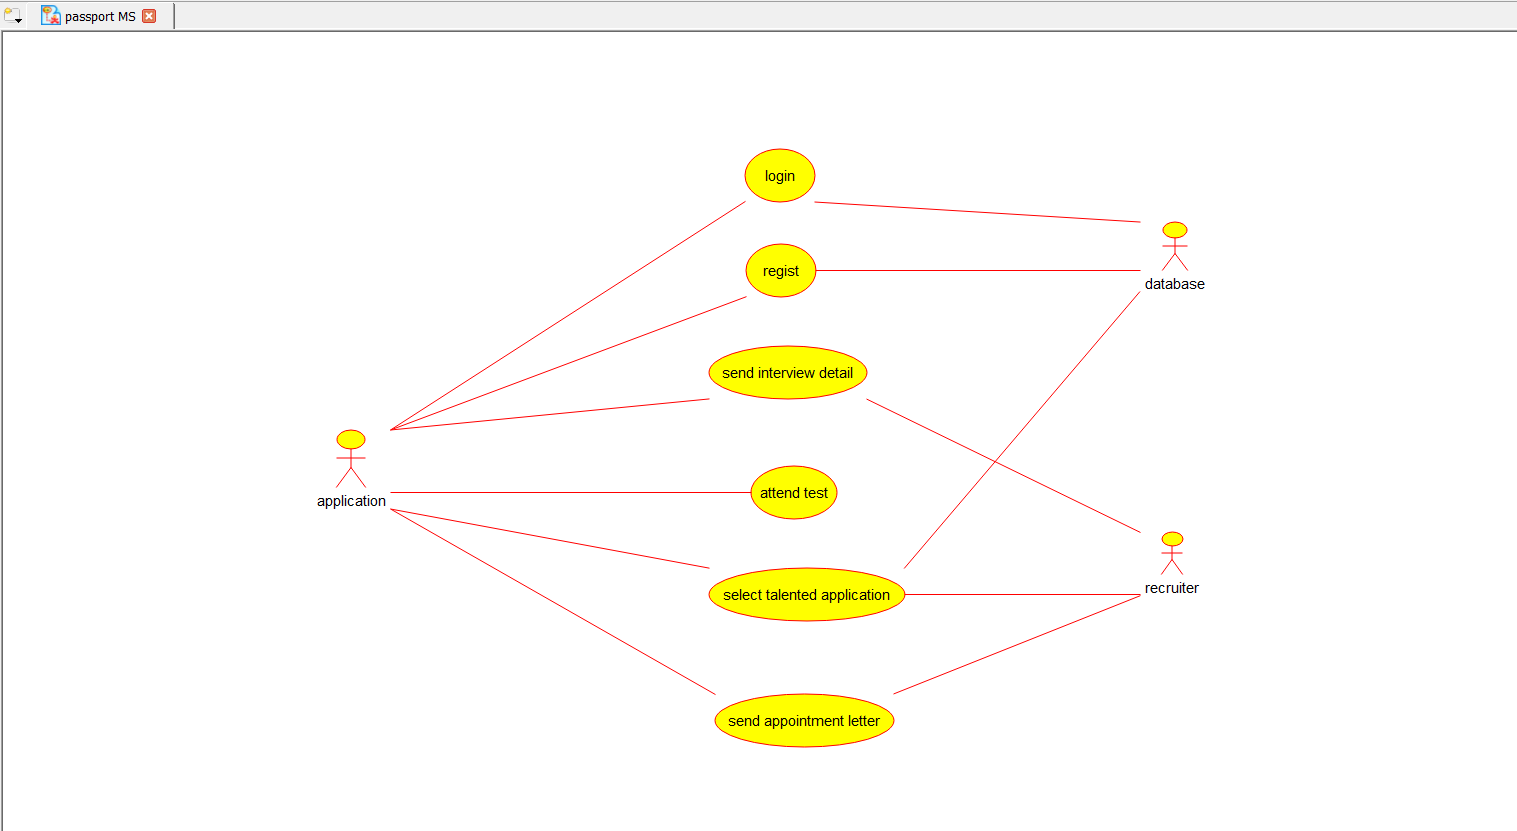 passport MS
login
regist
database
send interview detail
application
attend test
recruiter
select talented application
send appointment letter